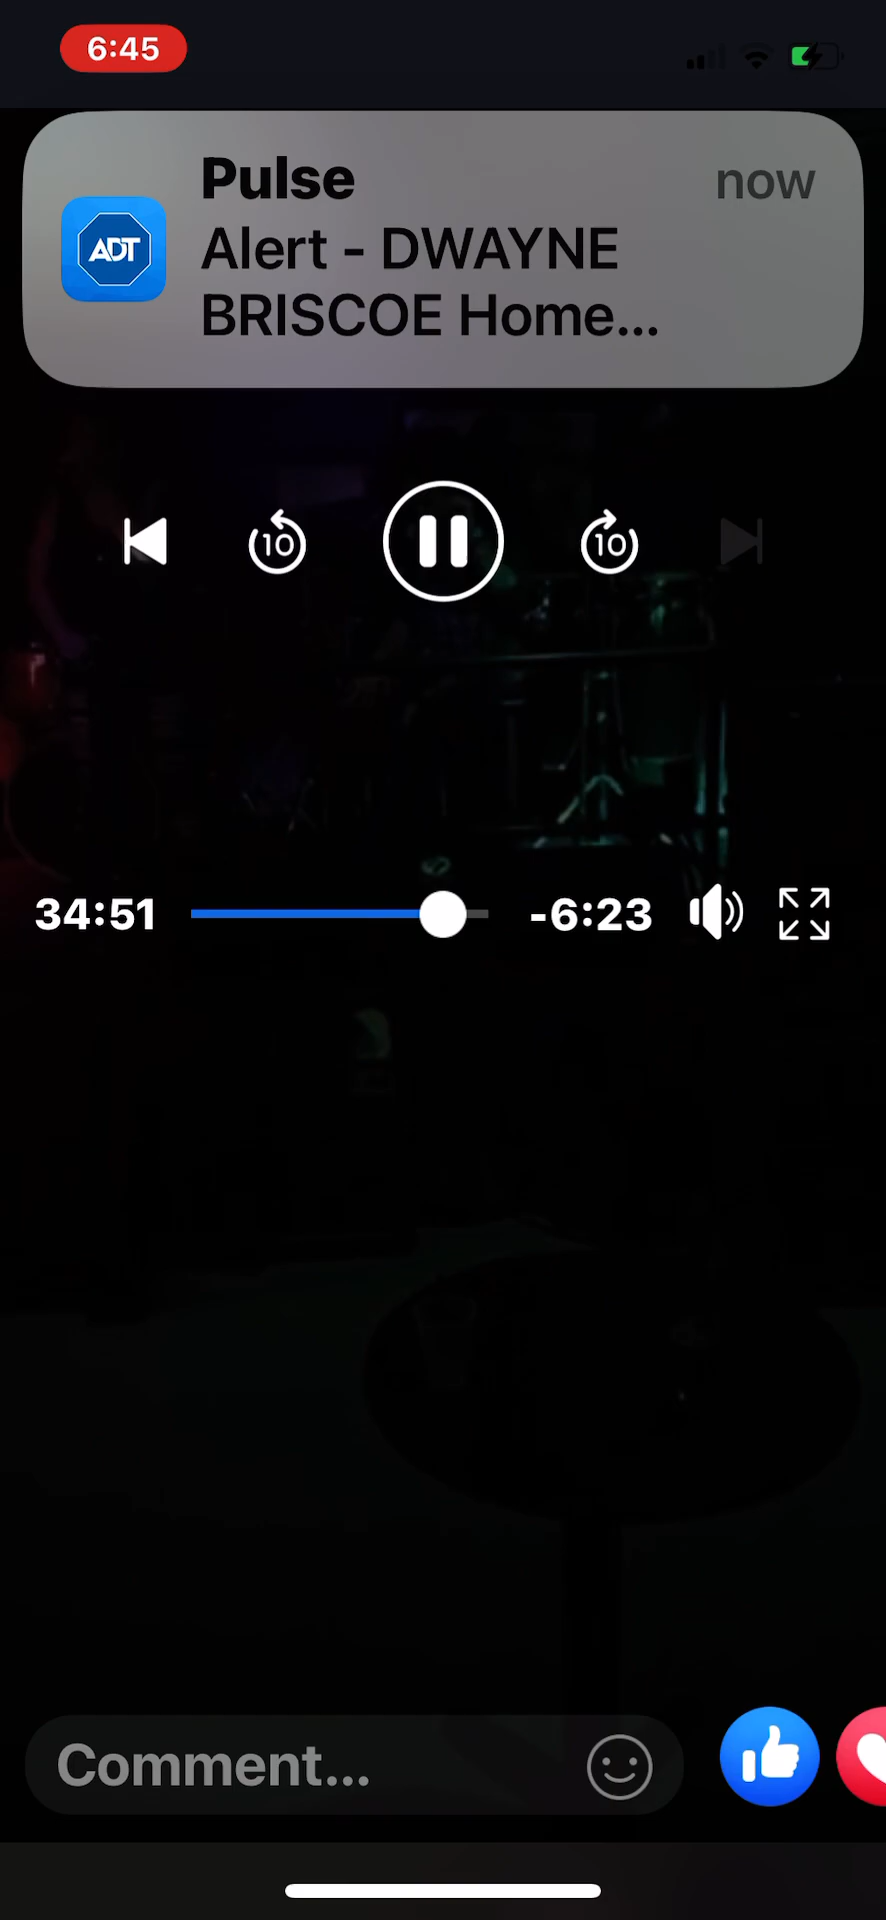 6:45
Pulse
now
ADT
Alert - DWAYNE
BRISCOE Home...
10
10
34:51
-6:23
Comment...